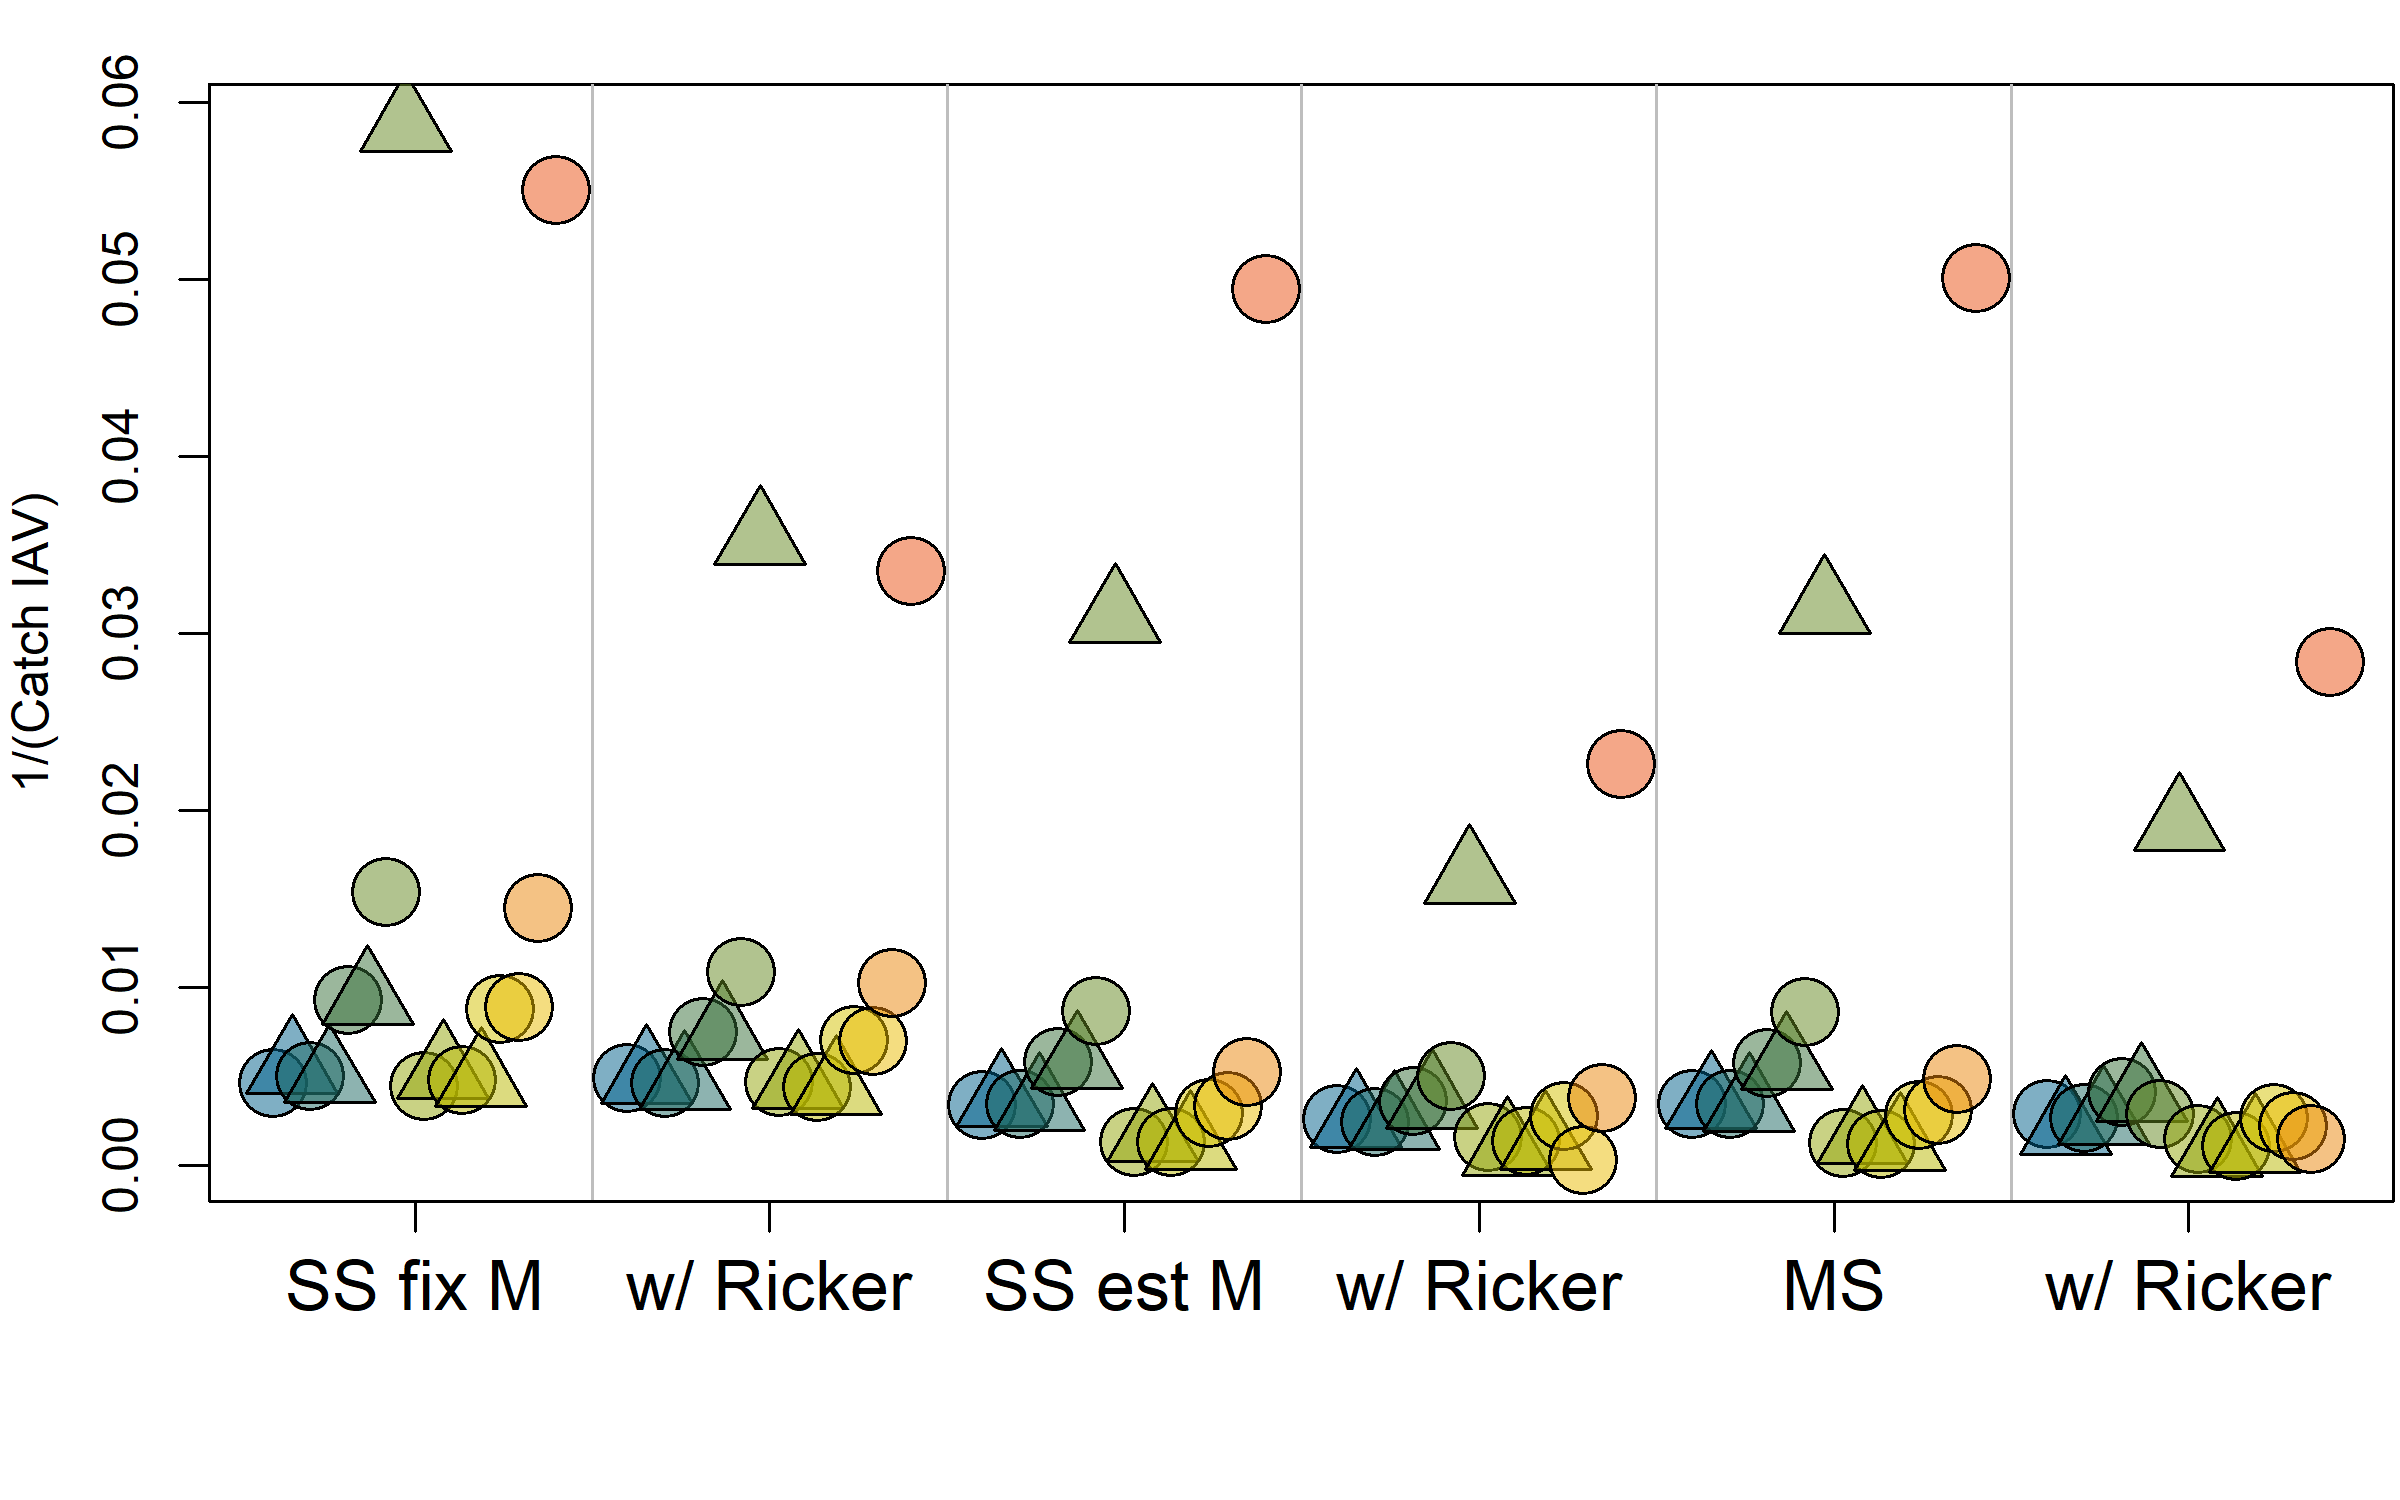 1/(Catch IAV)
0.06
0.05
0.04
0.03
0.02
0.01
0.00
SS fix M
w/ Ricker
SS est M
w/ Ricker
MS
w/ Ricker